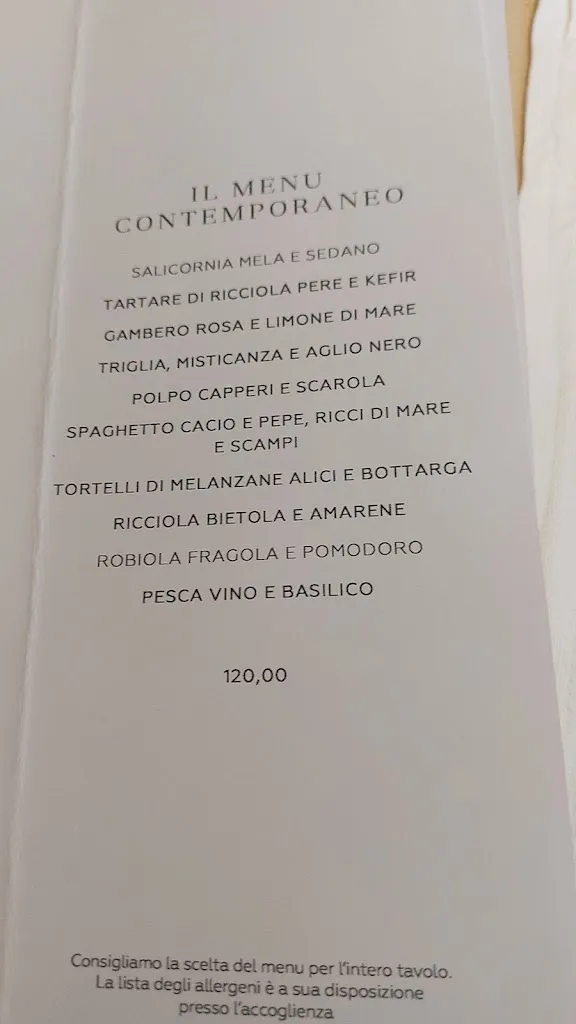 IL MENU
CONTEMPORANEO
SALICORNIA MELA E SEDANO
TARTARE DI RICCIOLA PERE E KEFIR
GAMBERO ROSA E LIMONE DI MARE
TRIGLIA, MISTICANZA E AGLIO NERO
POLPO CAPPERI E SCAROLA
SPAGHETTO CACIO E PEPE, RICCI DI MARE
E SCAMPI
TORTELLI DI MELANZANE ALICI E BOTTARGA
RICCIOLA BIETOLA E AMARENE
ROBIOLA FRAGOLA E POMODORO
PESCA VINO E BASILICO
120,00
Consigliamo la scelta del menu per l'intero tavolo.
La lista degli allergeni è a sua disposizione
presso l'accoglienza